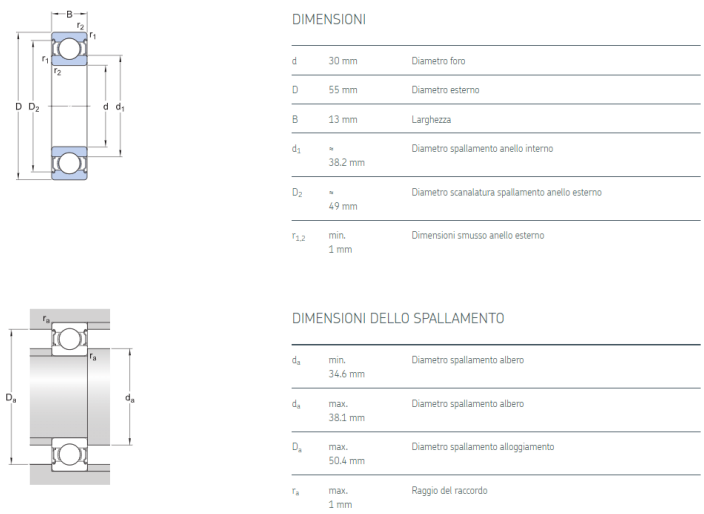 B
r2
r1
r1
r2
D
D2
d
d1
DIMENSIONI
d 30 mm Diametro foro
D 55 mm Diametro esterno
B 13 mm Larghezza
d1 ≈ Diametro spallamento anello interno
38.2 mm
D2 ≈ Diametro scanalatura spallamento anello esterno
49 mm
r1,2 min. Dimensioni smusso anello esterno
1 mm
ra
ra
Da
da
DIMENSIONI DELLO SPALLAMENTO
da min. Diametro spallamento albero
34.6 mm
da max. Diametro spallamento albero
38.1 mm
Da max. Diametro spallamento alloggiamento
50.4 mm
ra max. Raggio del raccordo
1 mm